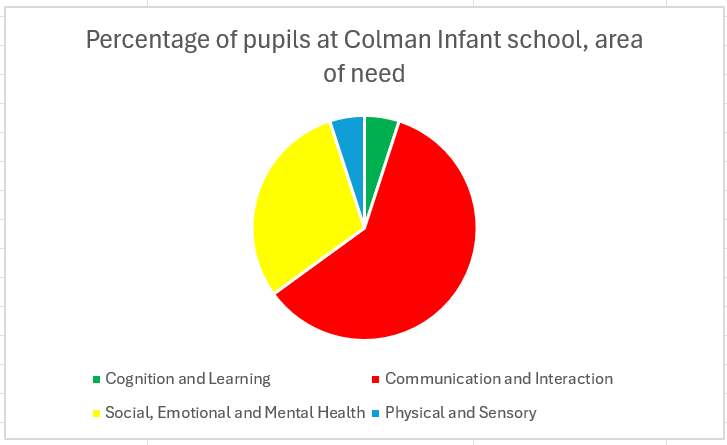 Percentage of pupils at Colman Infant school, area
of need
Cognition and Learning
Communication and Interaction
Social, Emotional and Mental Health
Physical and Sensory